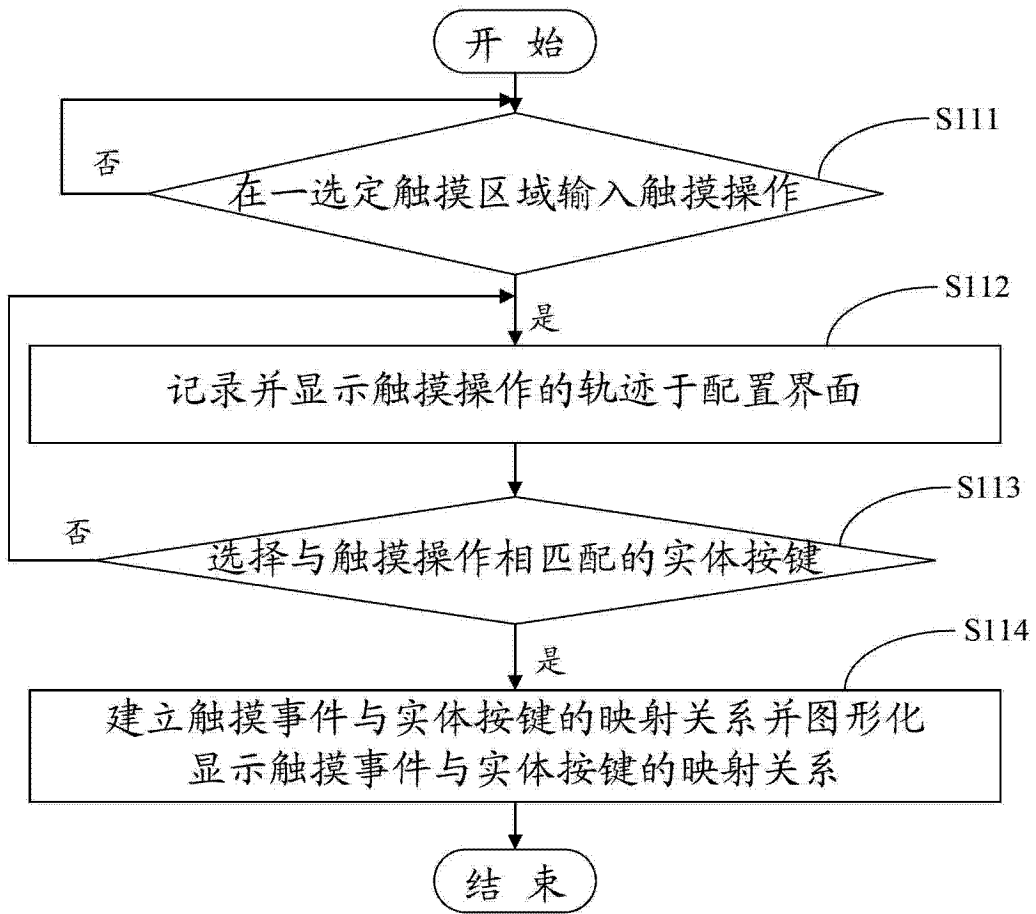 开 始
S111
否
在一选定触摸区域输入触摸操作
S112
是
记录并显示触摸操作的轨迹于配置界面
S113
否
选择与触摸操作相匹配的实体按键
S114
是
建立触摸事件与实体按键的映射关系并图形化
显示触摸事件与实体按键的映射关系
结 束